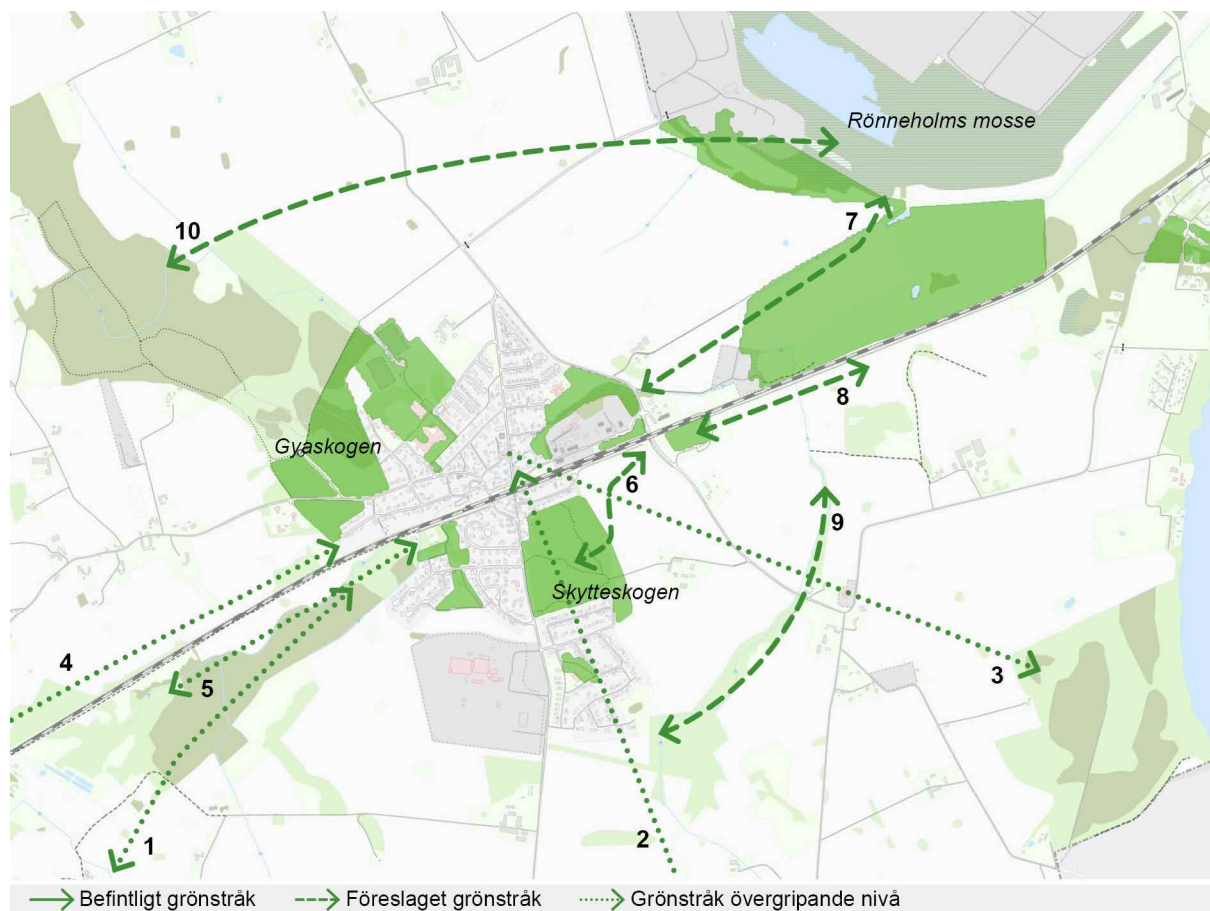 Rönneholms mosse
10
7
8
Gyaskogen
6
9
Skytteskogen
4
5
3
1
2
Befintligt grönstråk
Föreslaget grönstråk
Grönstråk övergripande nivå